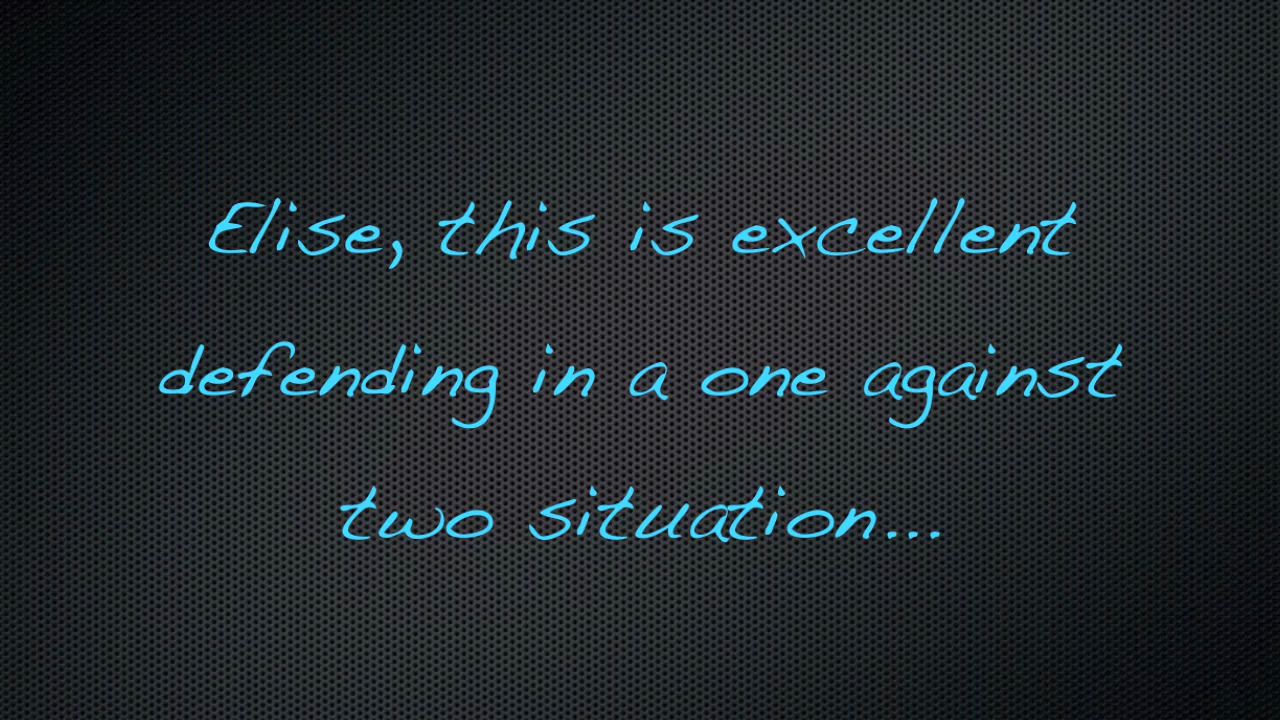 Elise, this is excellent
defending in a one against
two situation...